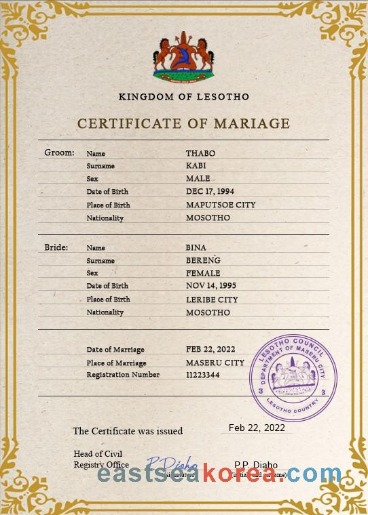 KINGDOM OF LESOTHO
CERTIFICATE OF MARIAGE
Groom: Name THABO
Surname KABI
Sex MALE
Date of Birth DEC 17, 1994
Place of Birth MAPUTSOE CITY
Nationality MOSOTHO
Bride: Name BINA
Surname BERENG
Sex FEMALE
Date of Birth NOV 14, 1995
Place of Birth LERIBE CITY
Nationality MOSOTHO
Date of Marriage FEB 22, 2022
Place of Marriage MASERU CITY
Registration Number 11223344
LESOTHO COUNCIL
DEPARTMENT OF MASERU CITY
3 3
LESOTHO COUNTRY
The Certificate was issued Feb 22, 2022
Head of Civil
Registry Office P.Diaho P.P. Diaho